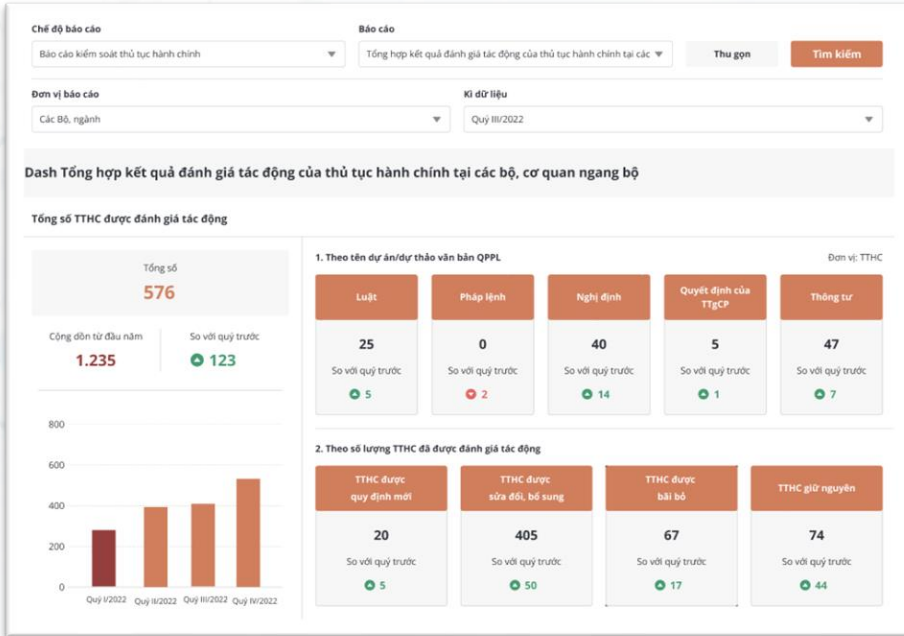 Chế độ báo cáo
Báo cáo
Báo cáo kiểm soát thủ tục hành chính
Tổng hợp kết quả đánh giá tác động của thủ tục hành chính tại các
Thu gọn
Tìm kiếm
Đơn vị báo cáo
Kì dữ liệu
Các Bộ, ngành
Quý III/2022
Dash Tổng hợp kết quả đánh giá tác động của thủ tục hành chính tại các bộ, cơ quan ngang bộ
Tổng số TTHC được đánh giá tác động
Tổng số
576
Cộng dồn từ đầu năm
So với quý trước
1.235
123
800
600
400
200
0
Quý I/2022
Quý II/2022
Quý III/2022
Quý IV/2022
1. Theo tên dự án/dự thảo văn bản QPPL
Đơn vị: TTHC
Luật
25
So với quý trước
5
Pháp lệnh
0
So với quý trước
2
Nghị định
40
So với quý trước
14
Quyết định của
TTgCP
5
So với quý trước
1
Thông tư
47
So với quý trước
7
2. Theo số lượng TTHC đã được đánh giá tác động
TTHC được
quy định mới
20
So với quý trước
5
TTHC được
sửa đổi, bổ sung
405
So với quý trước
50
TTHC được
bãi bỏ
67
So với quý trước
17
TTHC giữ nguyên
74
So với quý trước
44